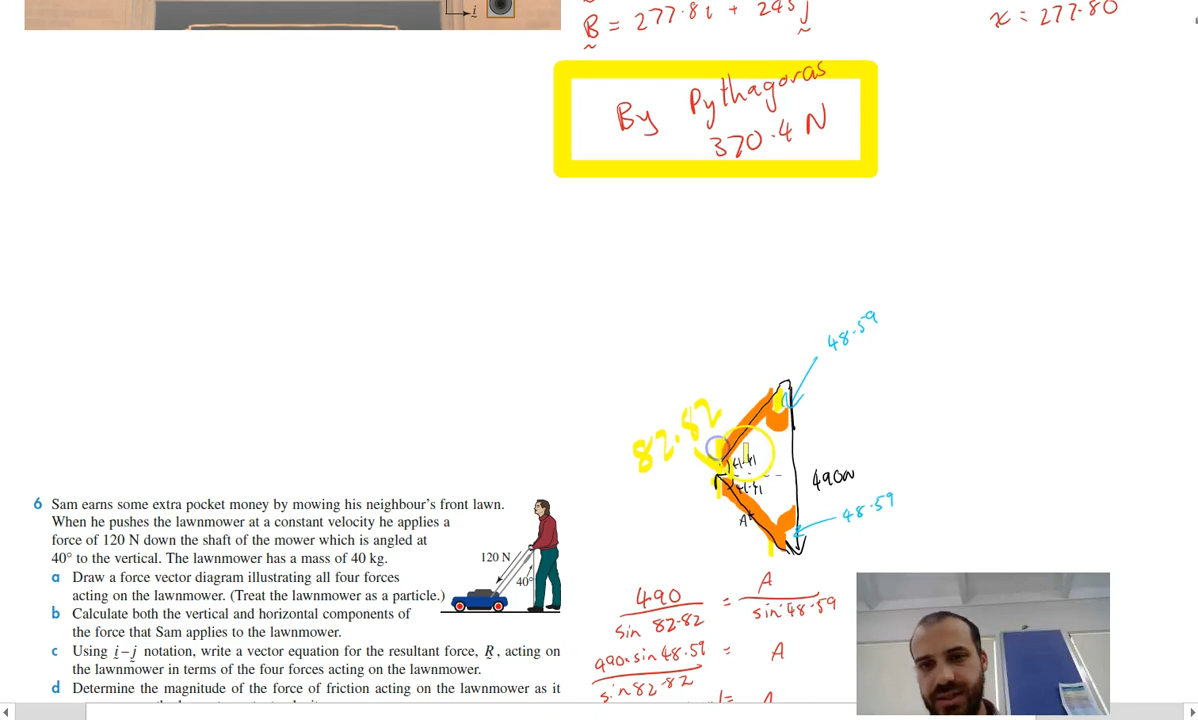 i
B = 277.8i + 245j
x = 277.80
By Pythagoras
370.4 N
48.59
82.82
41.41
41.41
490N
A
48.59
490 / sin 82.82 = A / sin 48.59
490 x sin 48.59 / sin 82.82 = A
6 Sam earns some extra pocket money by mowing his neighbour's front lawn.
When he pushes the lawnmower at a constant velocity he applies a
force of 120 N down the shaft of the mower which is angled at
40° to the vertical. The lawnmower has a mass of 40 kg.
120 N
40°
a Draw a force vector diagram illustrating all four forces
acting on the lawnmower. (Treat the lawnmower as a particle.)
b Calculate both the vertical and horizontal components of
the force that Sam applies to the lawnmower.
c Using i–j notation, write a vector equation for the resultant force, R, acting on
the lawnmower in terms of the four forces acting on the lawnmower.
d Determine the magnitude of the force of friction acting on the lawnmower as it